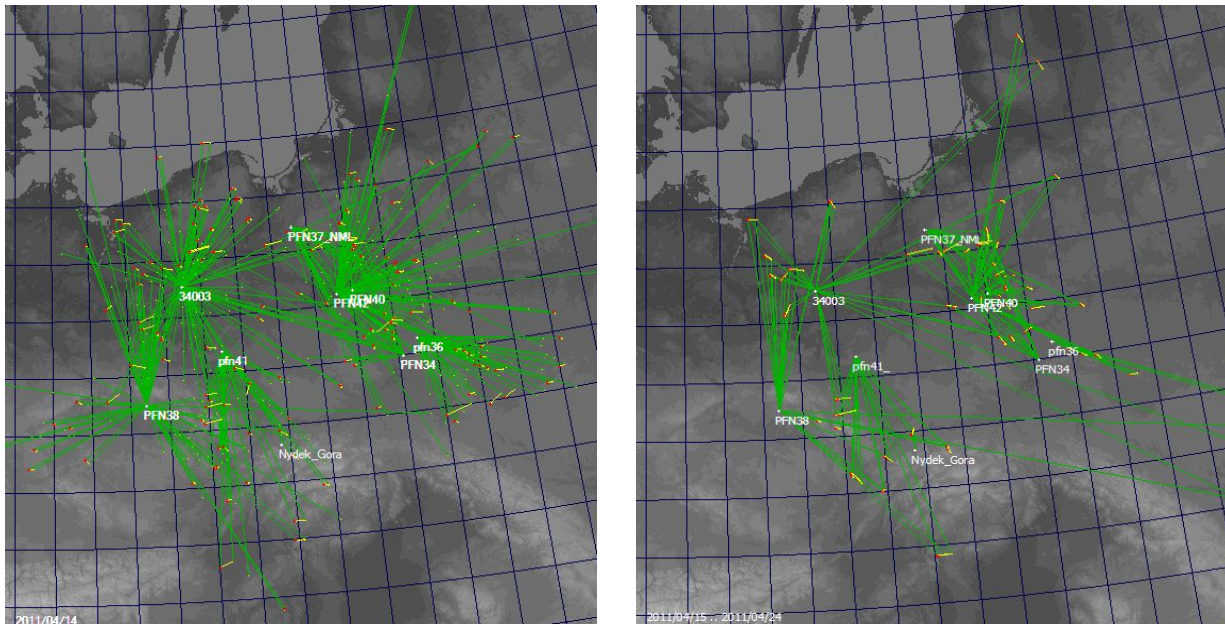 PFN37_NML
34003
PFN40
PFN42
pfn36
PFN34
pfn41
PFN38
Nydek_Gora
2011/04/14
PFN37_NML
34003
PFN40
PFN42
pfn36
PFN34
pfn41_
PFN38
Nydek_Gora
2011/04/15 .. 2011/04/24